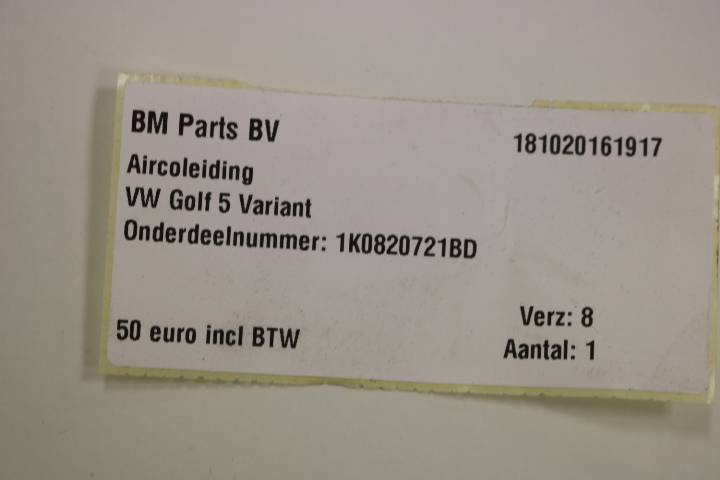 BM Parts BV
181020161917
Aircoleiding
VW Golf 5 Variant
Onderdeelnummer: 1K0820721BD
Verz: 8
50 euro incl BTW
Aantal: 1